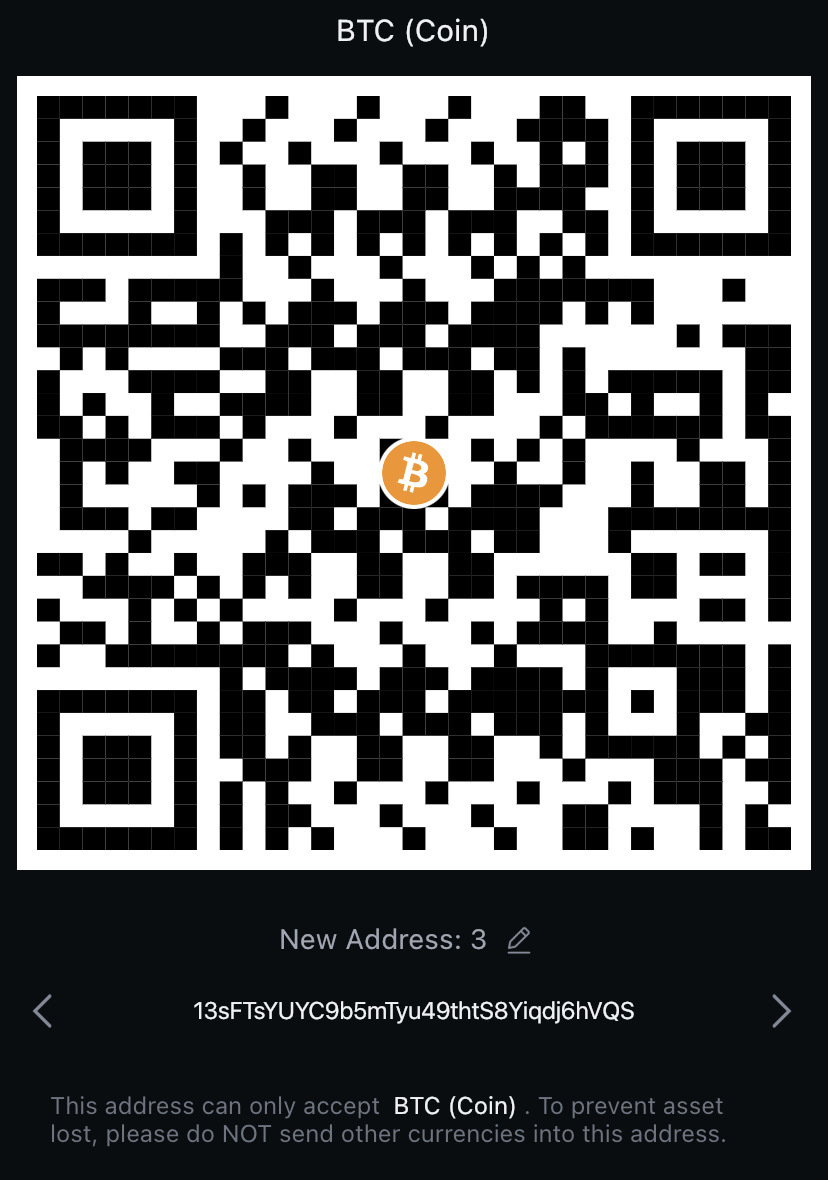 BTC (Coin)
New Address: 3
13sFTsYUYC9b5mTyu49thtS8Yiqdj6hVQS
This address can only accept BTC (Coin) . To prevent asset
lost, please do NOT send other currencies into this address.